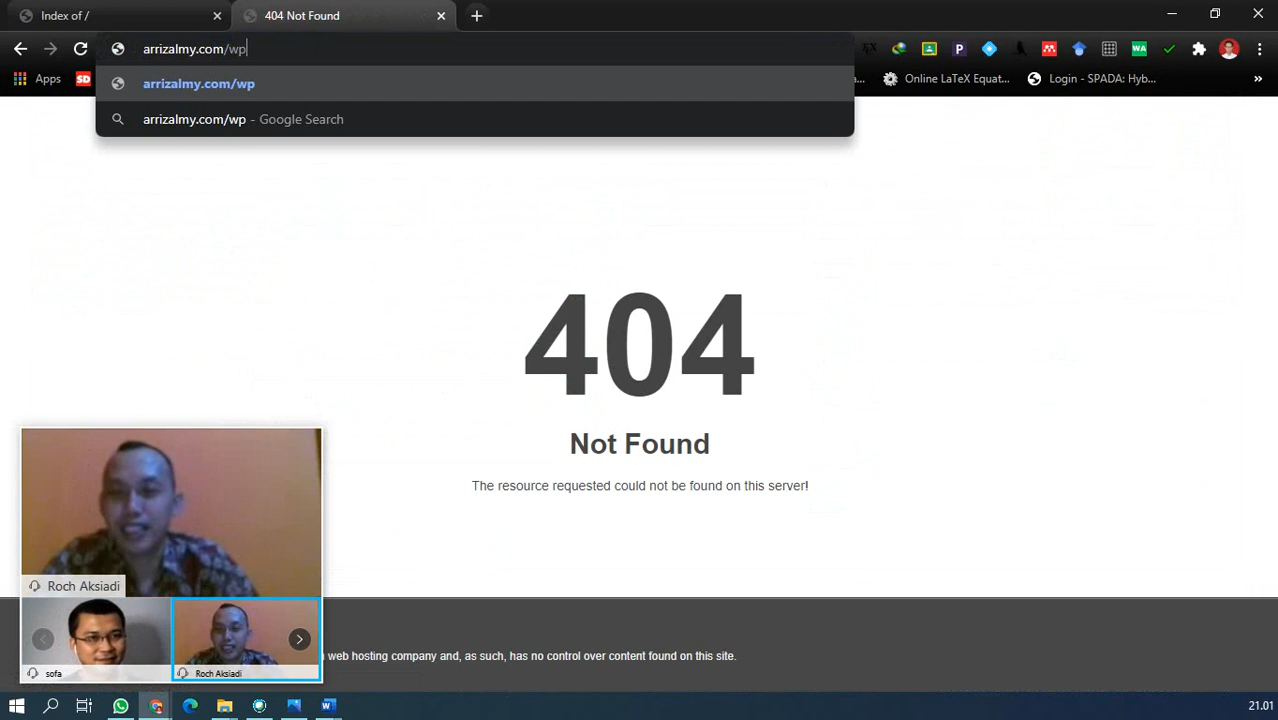 Index of /
404 Not Found
arrizalmy.com/wp
Apps
SD
Online LaTeX Equat...
Login - SPADA: Hyb...
arrizalmy.com/wp
arrizalmy.com/wp - Google Search
404
Not Found
The resource requested could not be found on this server!
Roch Aksiadi
sofa
Roch Aksiadi
web hosting company and, as such, has no control over content found on this site.
21.01